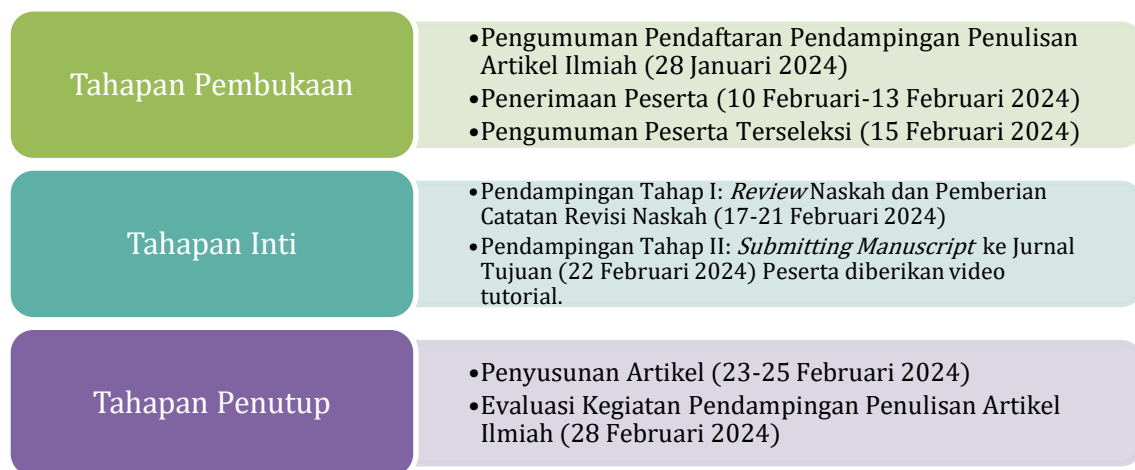 Tahapan Pembukaan
•Pengumuman Pendaftaran Pendampingan Penulisan
Artikel Ilmiah (28 Januari 2024)
•Penerimaan Peserta (10 Februari-13 Februari 2024)
•Pengumuman Peserta Terseleksi (15 Februari 2024)
Tahapan Inti
•Pendampingan Tahap I: Review Naskah dan Pemberian
Catatan Revisi Naskah (17-21 Februari 2024)
•Pendampingan Tahap II: Submitting Manuscript ke Jurnal
Tujuan (22 Februari 2024) Peserta diberikan video
tutorial.
Tahapan Penutup
•Penyusunan Artikel (23-25 Februari 2024)
•Evaluasi Kegiatan Pendampingan Penulisan Artikel
Ilmiah (28 Februari 2024)